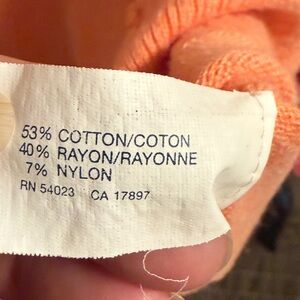 53% COTTON/COTON
40% RAYON/RAYONNE
7% NYLON
RN 54023 CA 17897